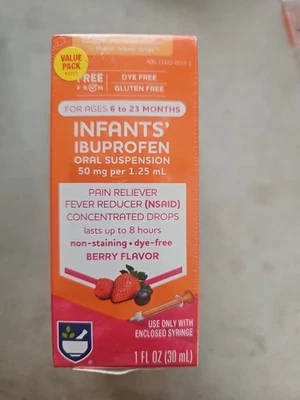 VALUE
PACK
FREE
DYE FREE
GLUTEN FREE
FOR AGES 6 to 23 MONTHS
INFANTS'
IBUPROFEN
ORAL SUSPENSION
50 mg per 1.25 mL
PAIN RELIEVER
FEVER REDUCER (NSAID)
CONCENTRATED DROPS
lasts up to 8 hours
non-staining • dye-free
BERRY FLAVOR
USE ONLY WITH
ENCLOSED SYRINGE
1 FL OZ (30 mL)